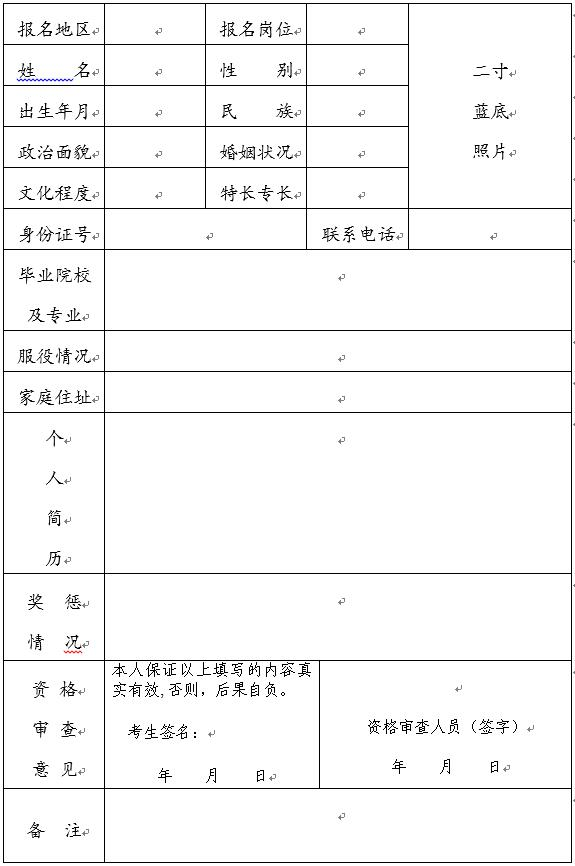 报名地区 报名岗位
姓 名 性 别 二寸
出生年月 民 族 蓝底
政治面貌 婚姻状况 照片
文化程度 特长专长
身份证号 联系电话
毕业院校
及专业
服役情况
家庭住址
个
人
简
历
奖 惩
情 况
资 格
审 查
意 见
本人保证以上填写的内容真
实有效,否则，后果自负。
考生签名：
年 月 日
资格审查人员（签字）
年 月 日
备 注